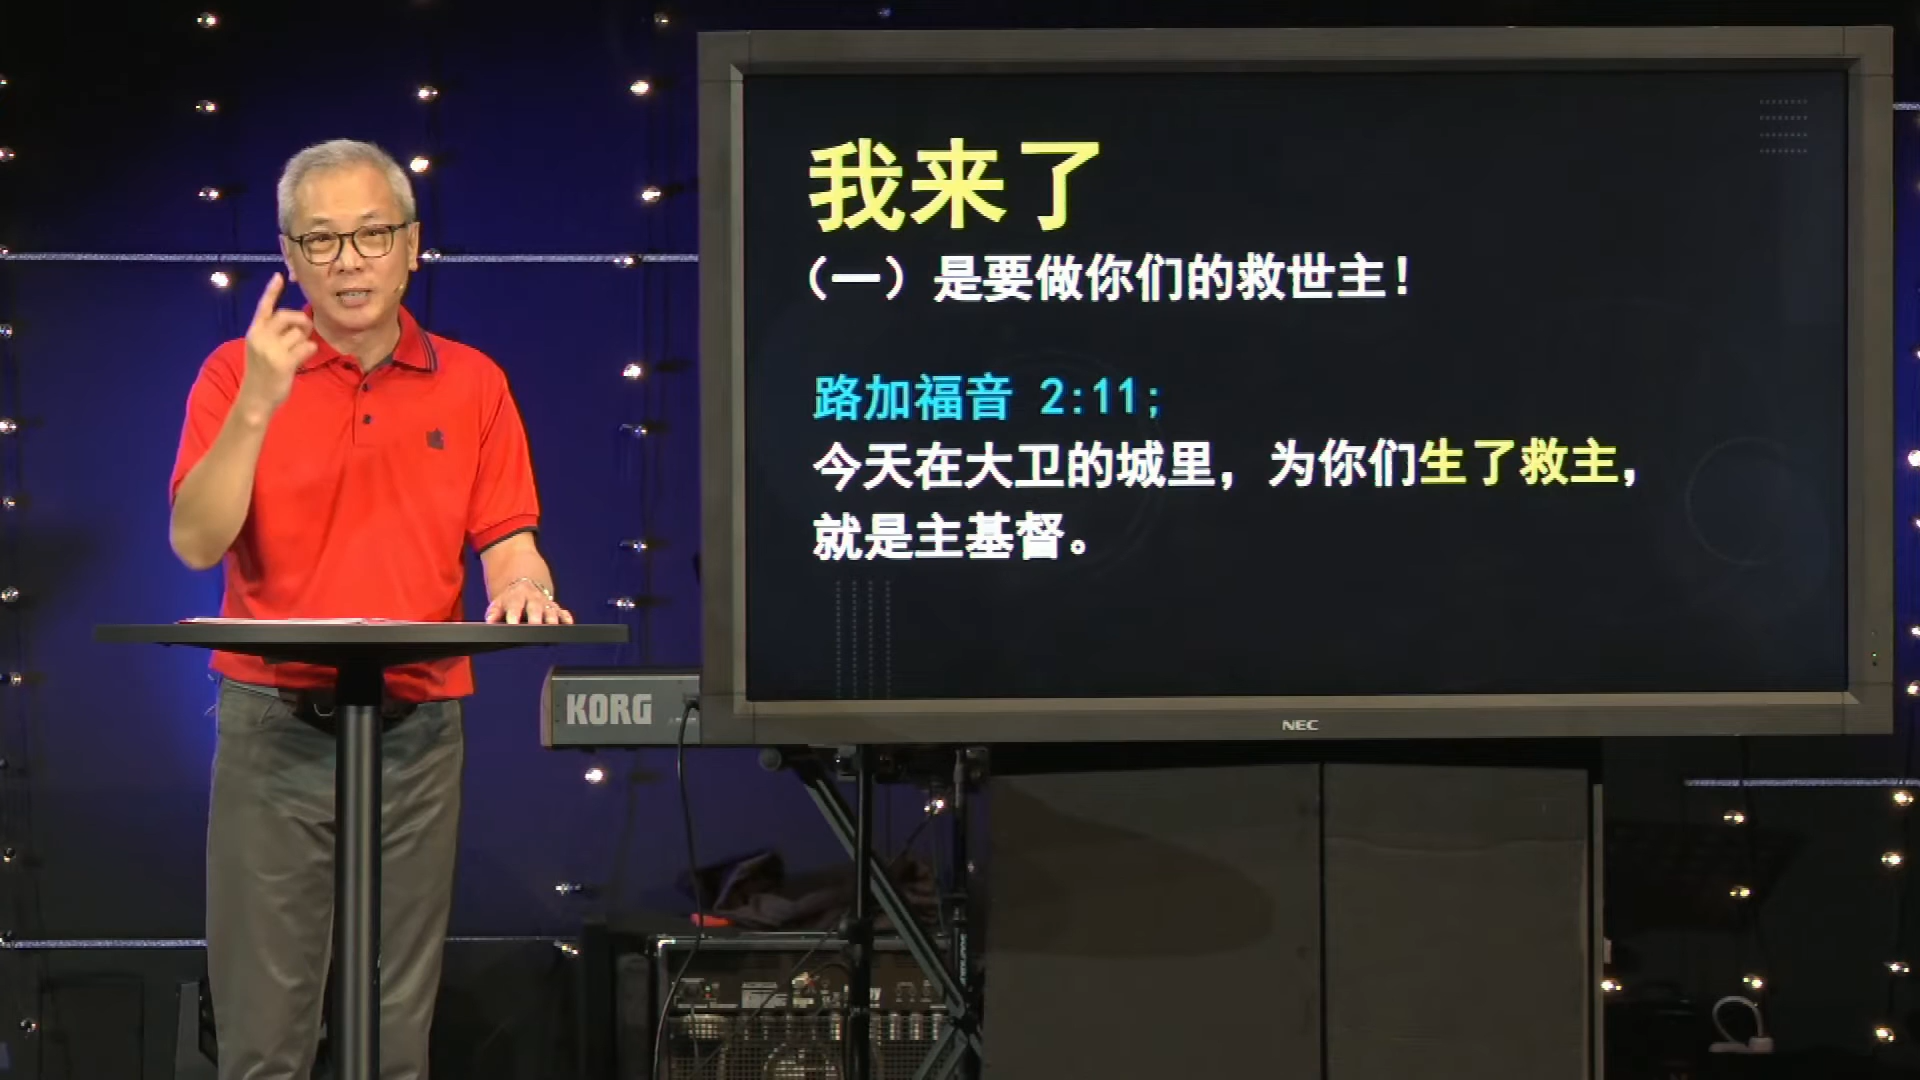 我来了
（一）是要做你们的救世主！
路加福音 2:11;
今天在大卫的城里，为你们生了救主，
就是主基督。
KORG
NEC